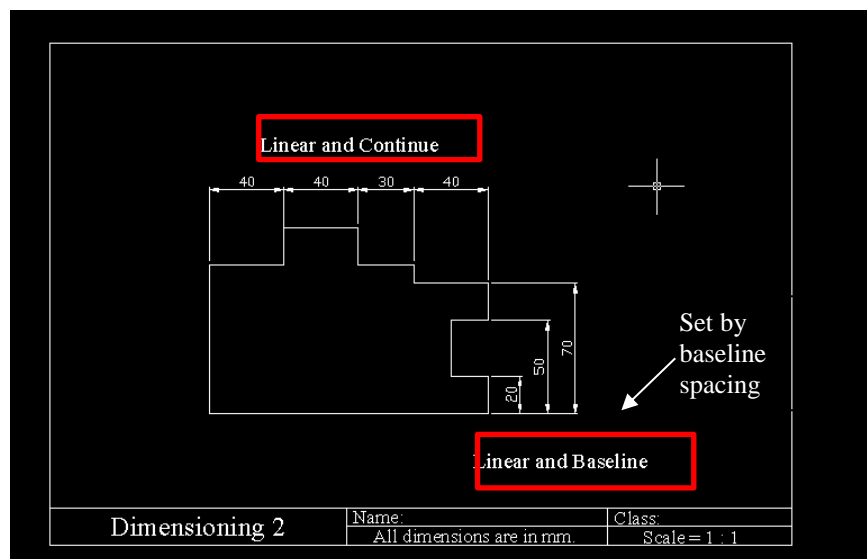 Linear and Continue
40 40 30 40
Set by
baseline
spacing
70
50
20
Linear and Baseline
Dimensioning 2
Name:
Class:
All dimensions are in mm.
Scale = 1 : 1